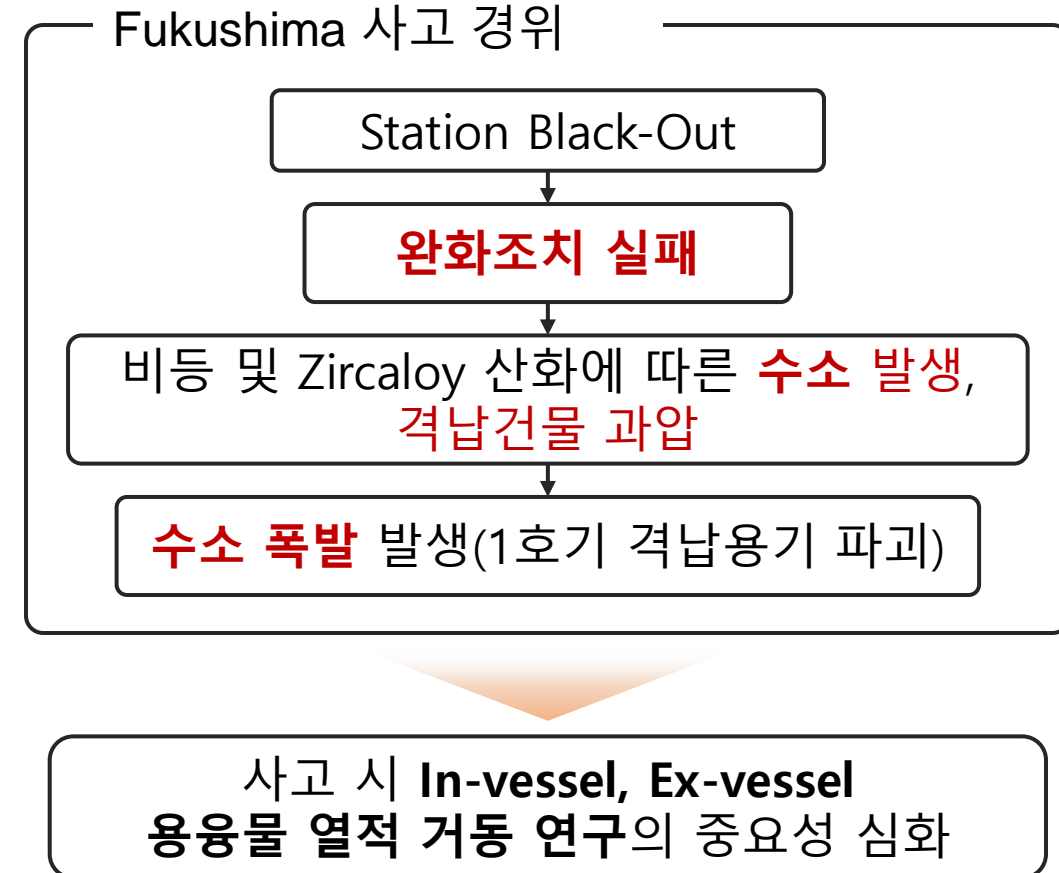 Fukushima 사고 경위
Station Black-Out
완화조치 실패
비등 및 Zircaloy 산화에 따른 수소 발생,
격납건물 과압
수소 폭발 발생(1호기 격납용기 파괴)
사고 시 In-vessel, Ex-vessel
용융물 열적 거동 연구의 중요성 심화